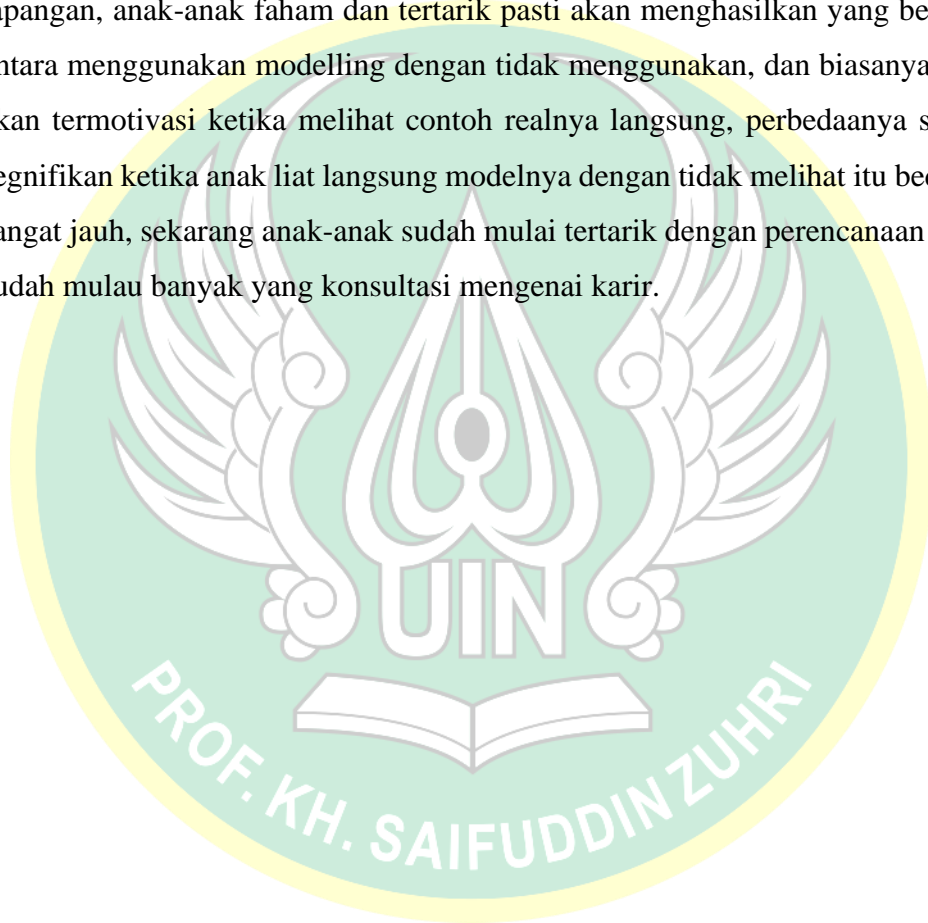 apangan, anak-anak faham dan tertarik pasti akan menghasilkan yang be
ntara menggunakan modelling dengan tidak menggunakan, dan biasanya
kan termotivasi ketika melihat contoh realnya langsung, perbedaanya s
egnifikan ketika anak liat langsung modelnya dengan tidak melihat itu bec
angat jauh, sekarang anak-anak sudah mulai tertarik dengan perencanaan
udah mulau banyak yang konsultasi mengenai karir.
UIN
PROF. KH. SAIFUDDIN ZUHRI